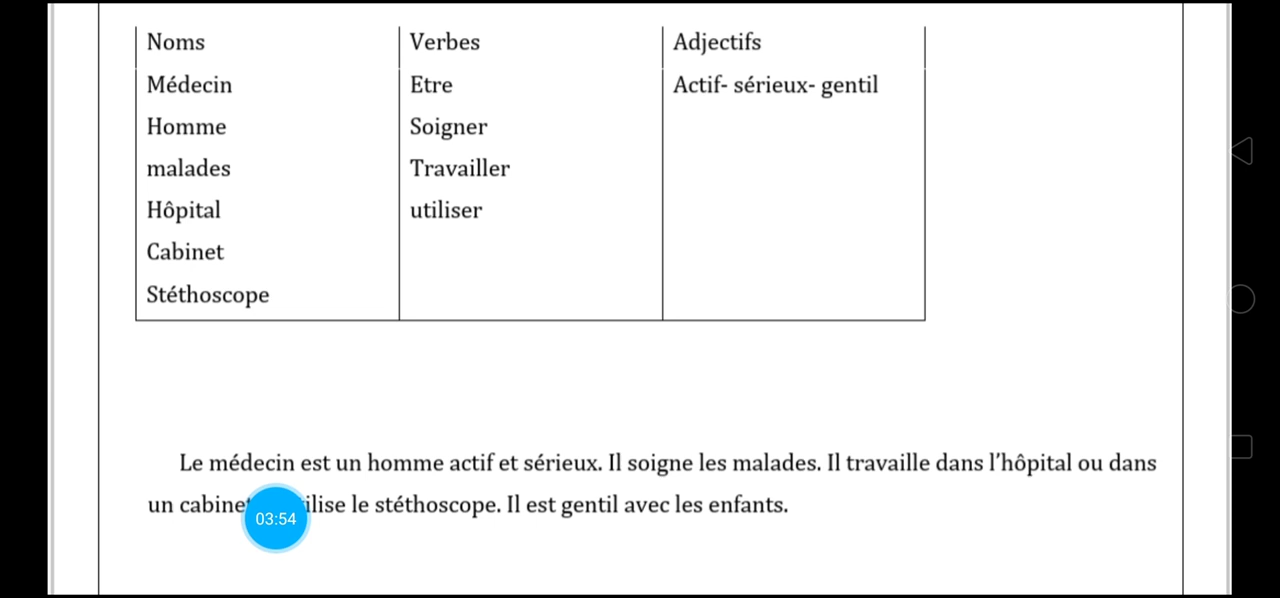 Noms Verbes Adjectifs
Médecin Etre Actif- sérieux- gentil
Homme Soigner
malades Travailler
Hôpital utiliser
Cabinet
Stéthoscope
Le médecin est un homme actif et sérieux. Il soigne les malades. Il travaille dans l'hôpital ou dans
un le stéthoscope. Il est gentil avec les enfants.
03:54